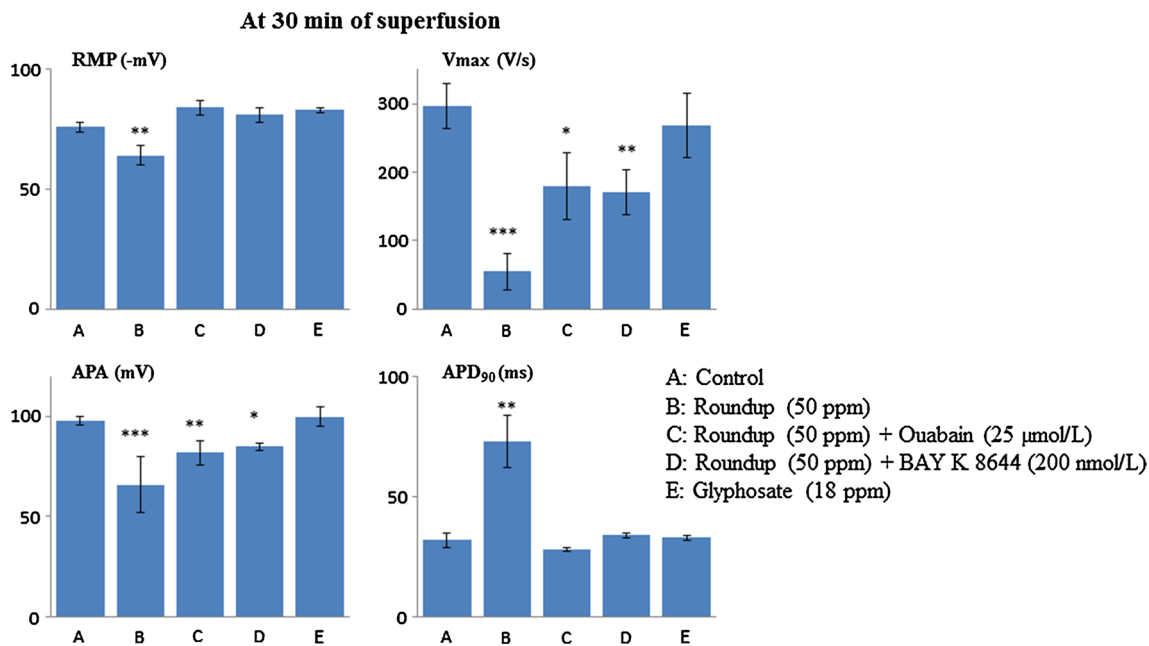 At 30 min of superfusion
RMP (-mV)
100
50
0
**
A B C D E
Vmax (V/s)
300
200
100
0
***
*
**
A B C D E
APA (mV)
100
50
0
***
**
*
A B C D E
APD90 (ms)
100
50
0
**
A B C D E
A: Control
B: Roundup (50 ppm)
C: Roundup (50 ppm) + Ouabain (25 µmol/L)
D: Roundup (50 ppm) + BAY K 8644 (200 nmol/L)
E: Glyphosate (18 ppm)